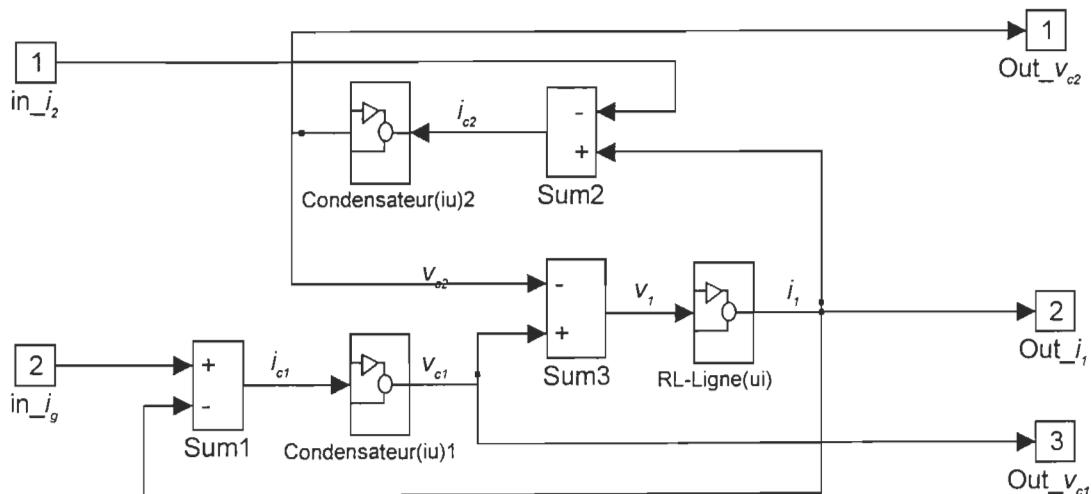 1
Out_v_c2
1
in_i_2
i_c2
-
+
Condensateur(iu)2
Sum2
v_c2
-
+
v_1
i_1
Sum3
RL-Ligne(ui)
2
Out_i_1
2
in_i_g
+
-
i_c1
v_c1
Sum1
Condensateur(iu)1
3
Out_v_c1